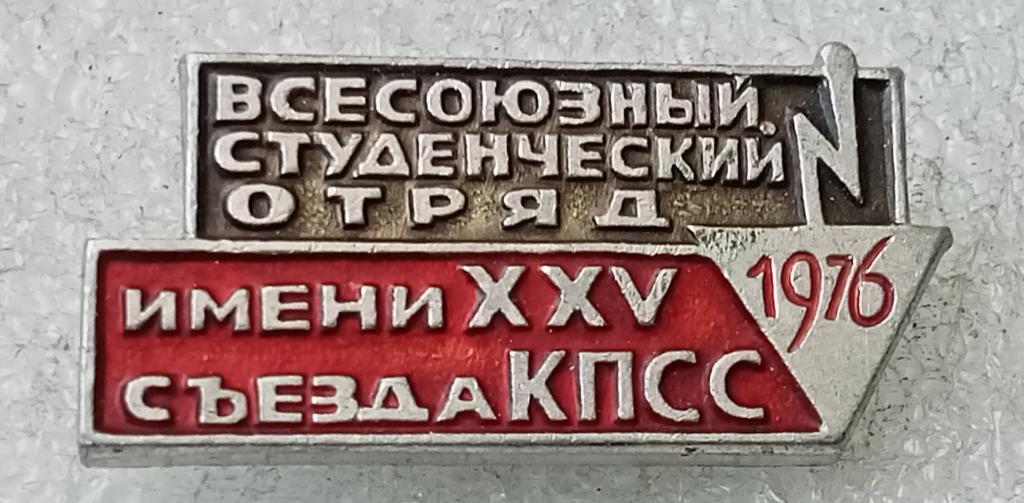 ВСЕСОЮЗНЫЙ
СТУДЕНЧЕСКИЙ
ОТРЯД
ИМЕНИ XXV
СЪЕЗДА КПСС
1976